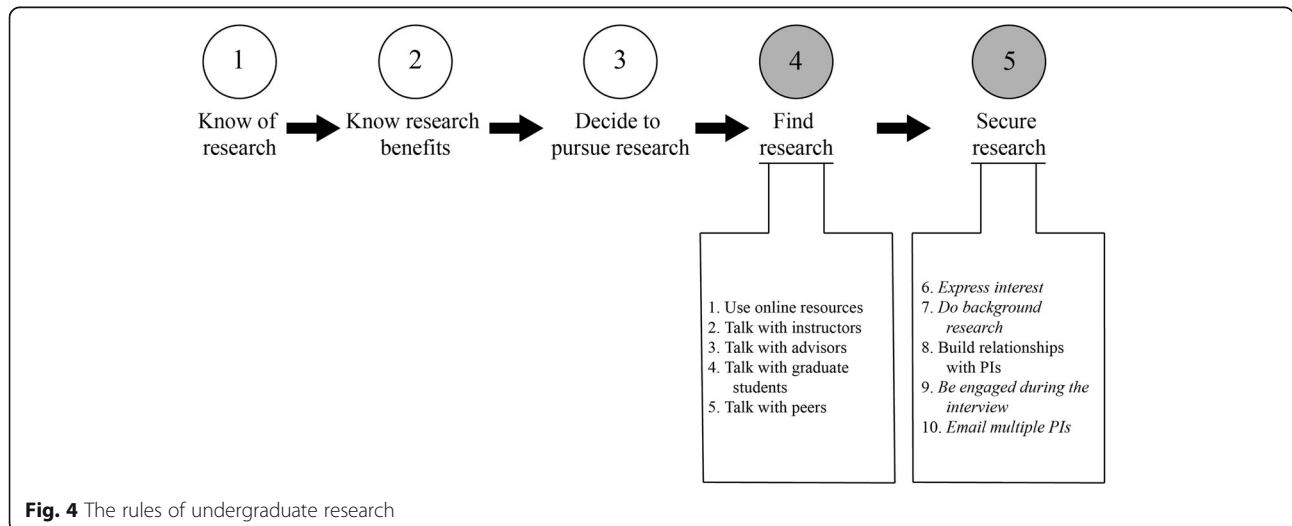 1
2
3
4
5
Know of
research
Know research
benefits
Decide to
pursue research
Find
research
Secure
research
1. Use online resources
2. Talk with instructors
3. Talk with advisors
4. Talk with graduate
students
5. Talk with peers
6. Express interest
7. Do background
research
8. Build relationships
with PIs
9. Be engaged during the
interview
10. Email multiple PIs
Fig. 4 The rules of undergraduate research